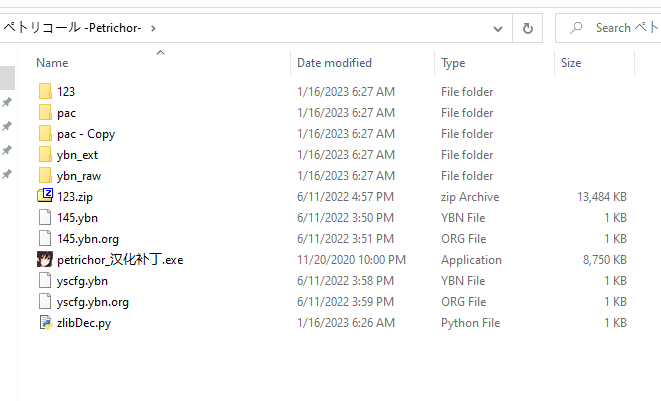 ペトリコール -Petrichor-
Search ペト
Name Date modified Type Size
123 1/16/2023 6:27 AM File folder
pac 1/16/2023 6:27 AM File folder
pac - Copy 1/16/2023 6:27 AM File folder
ybn_ext 1/16/2023 6:27 AM File folder
ybn_raw 1/16/2023 6:27 AM File folder
123.zip 6/11/2022 4:57 PM zip Archive 13,484 KB
145.ybn 6/11/2022 3:50 PM YBN File 1 KB
145.ybn.org 6/11/2022 3:51 PM ORG File 1 KB
petrichor_汉化补丁.exe 11/20/2020 10:00 PM Application 8,750 KB
yscfg.ybn 6/11/2022 3:58 PM YBN File 1 KB
yscfg.ybn.org 6/11/2022 3:59 PM ORG File 1 KB
zlibDec.py 1/16/2023 6:26 AM Python File 1 KB